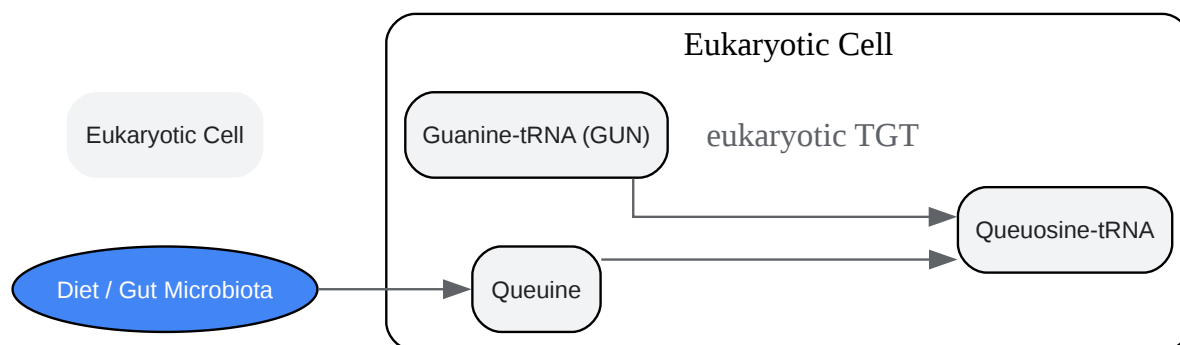 Eukaryotic Cell
Eukaryotic Cell
Guanine-tRNA (GUN)
eukaryotic TGT
Queuosine-tRNA
Diet / Gut Microbiota
Queuine